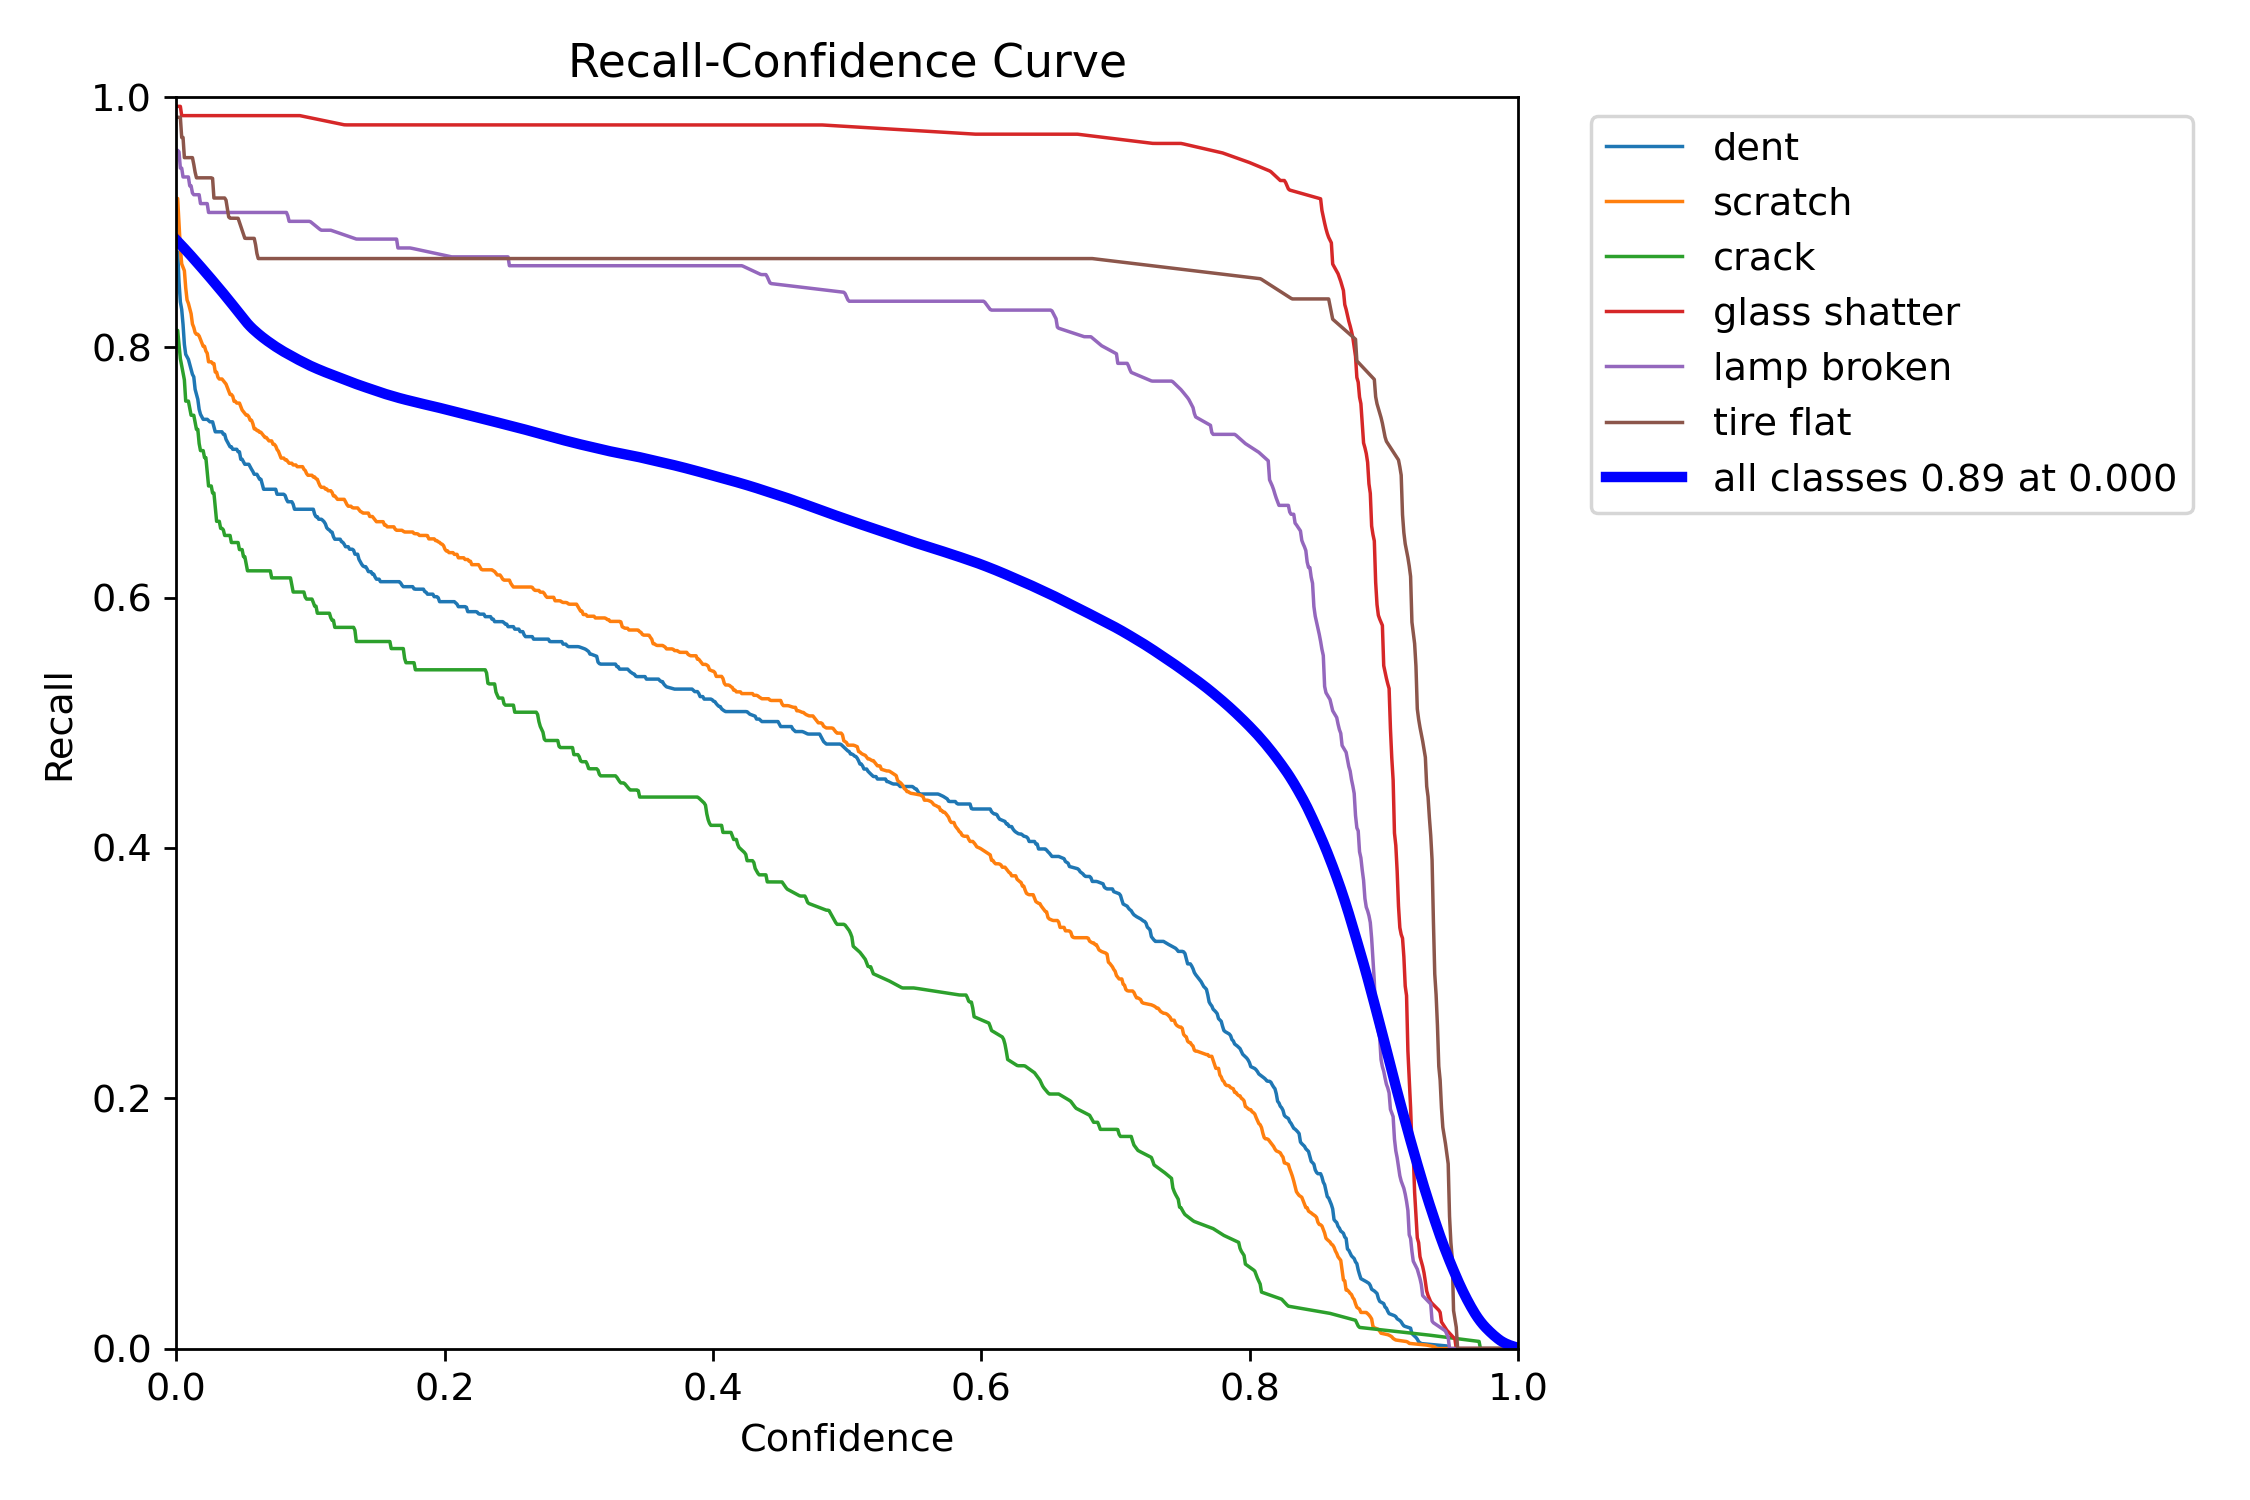 Recall-Confidence Curve
Recall
1.0
0.8
0.6
0.4
0.2
0.0
0.0 0.2 0.4 0.6 0.8 1.0
Confidence
dent
scratch
crack
glass shatter
lamp broken
tire flat
all classes 0.89 at 0.000